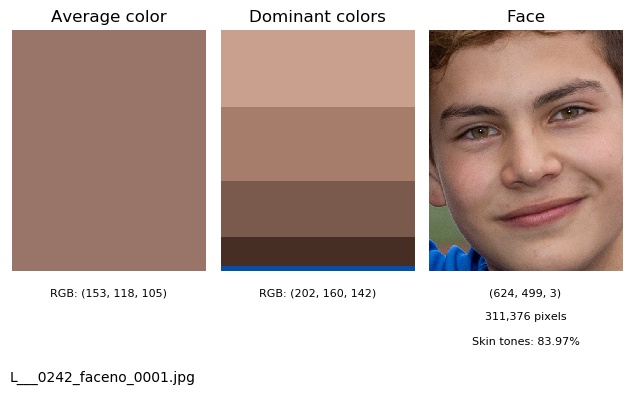 Average color
Dominant colors
Face
RGB: (153, 118, 105)
RGB: (202, 160, 142)
(624, 499, 3)
311,376 pixels
Skin tones: 83.97%
L___0242_faceno_0001.jpg